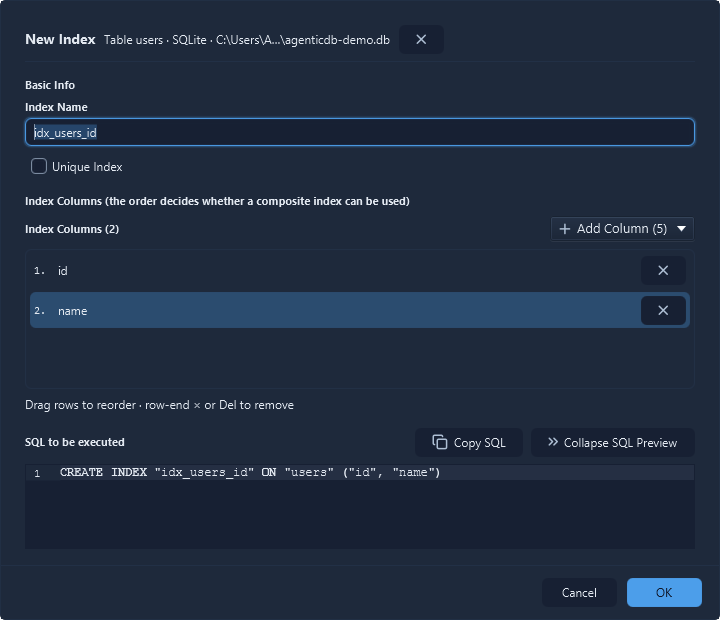 New Index Table users · SQLite · C:\Users\A...\agenticdb-demo.db
Basic Info
Index Name
idx_users_id
Unique Index
Index Columns (the order decides whether a composite index can be used)
Index Columns (2)
Add Column (5)
1. id
2. name
Drag rows to reorder · row-end × or Del to remove
SQL to be executed
Copy SQL
Collapse SQL Preview
1 CREATE INDEX "idx_users_id" ON "users" ("id", "name")
Cancel
OK